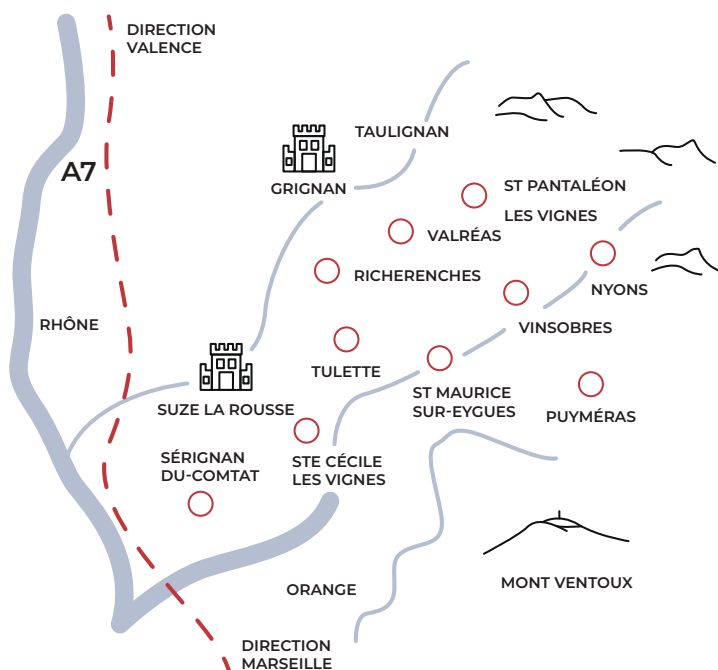 DIRECTION
VALENCE
TAULIGNAN
A7
GRIGNAN
ST PANTALÉON
LES VIGNES
VALRÉAS
RICHERENCHES
NYONS
RHÔNE
VINSOBRES
TULETTE
ST MAURICE
SUR-EYGUES
SUZE LA ROUSSE
PUYMÉRAS
SÉRIGNAN
DU-COMTAT
STE CÉCILE
LES VIGNES
ORANGE
MONT VENTOUX
DIRECTION
MARSEILLE